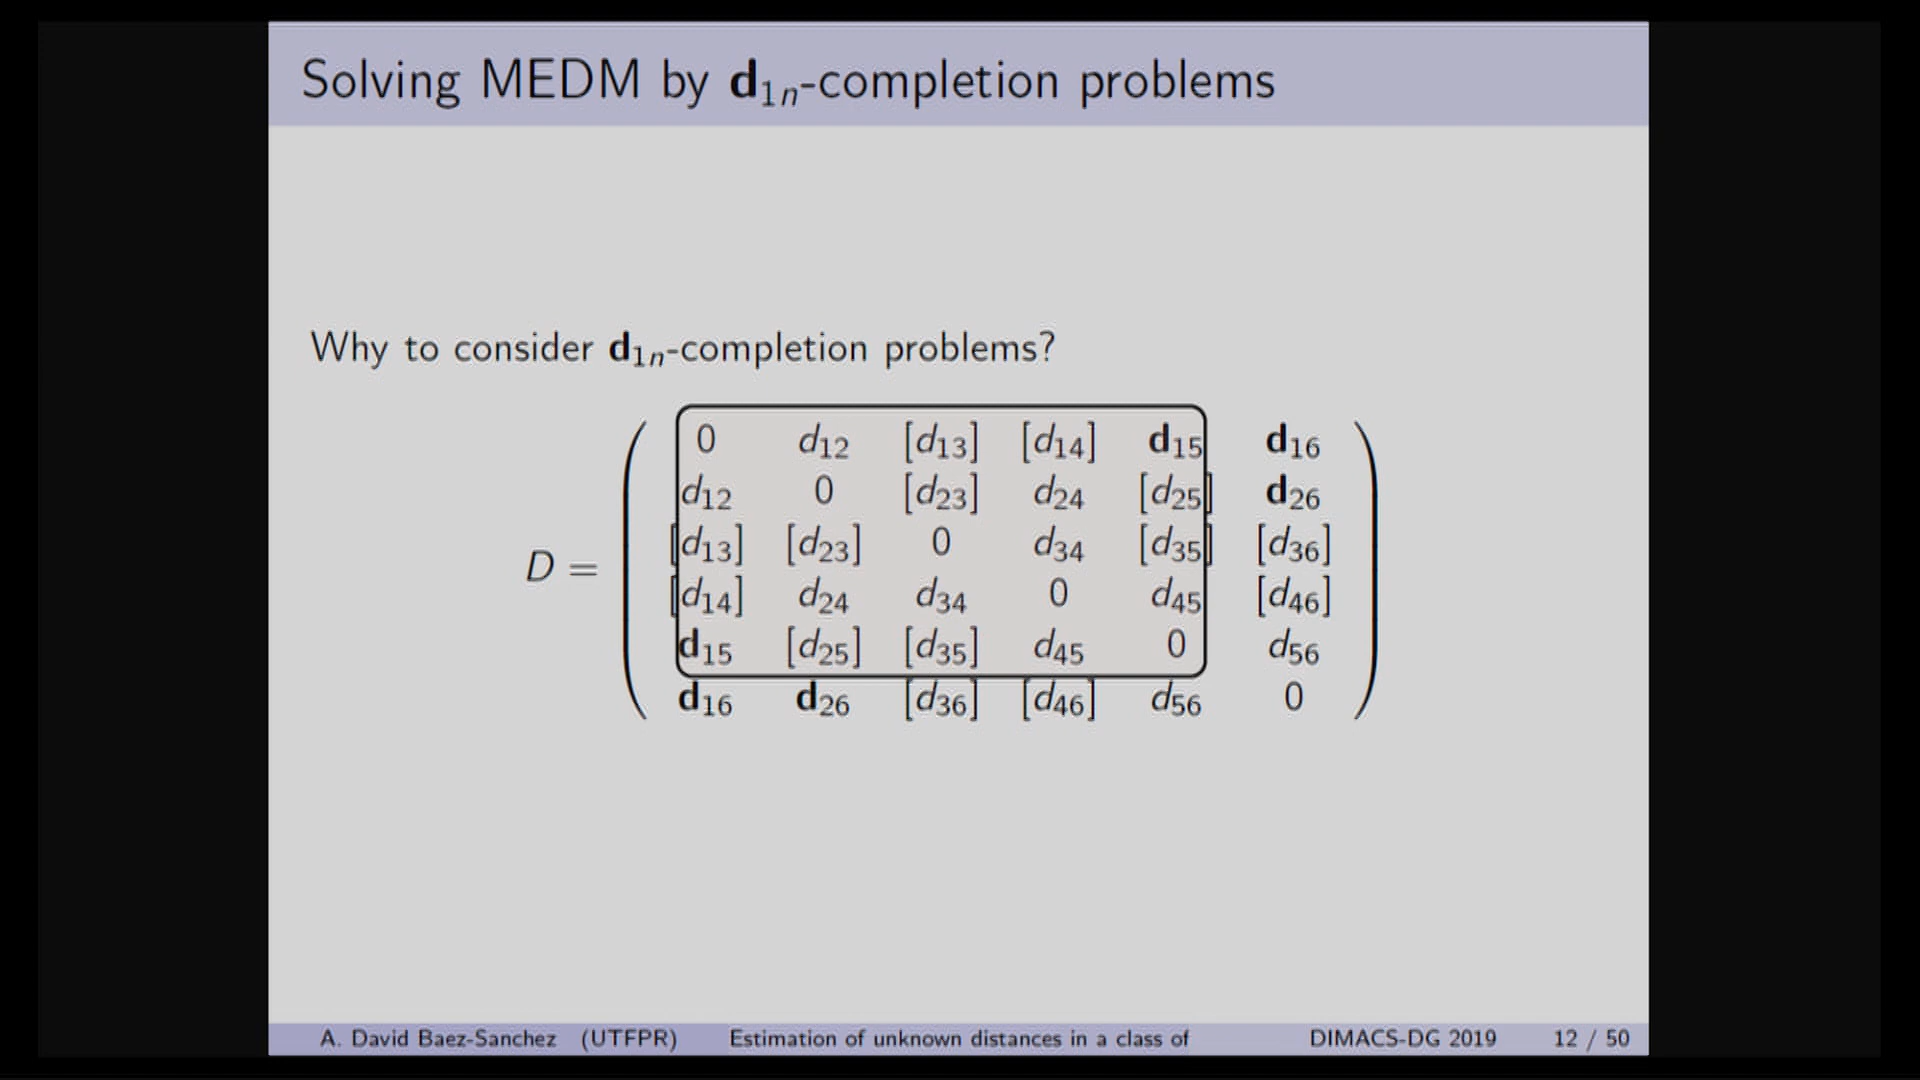 Solving MEDM by d1n-completion problems
Why to consider d1n-completion problems?
0 d12 [d13] [d14] d15 d16
d12 0 [d23] d24 [d25] d26
[d13] [d23] 0 d34 [d35] [d36]
D =
[d14] d24 d34 0 d45 [d46]
d15 [d25] [d35] d45 0 d56
d16 d26 [d36] [d46] d56 0
A. David Baez-Sanchez (UTFPR) Estimation of unknown distances in a class of DIMACS-DG 2019 12 / 50